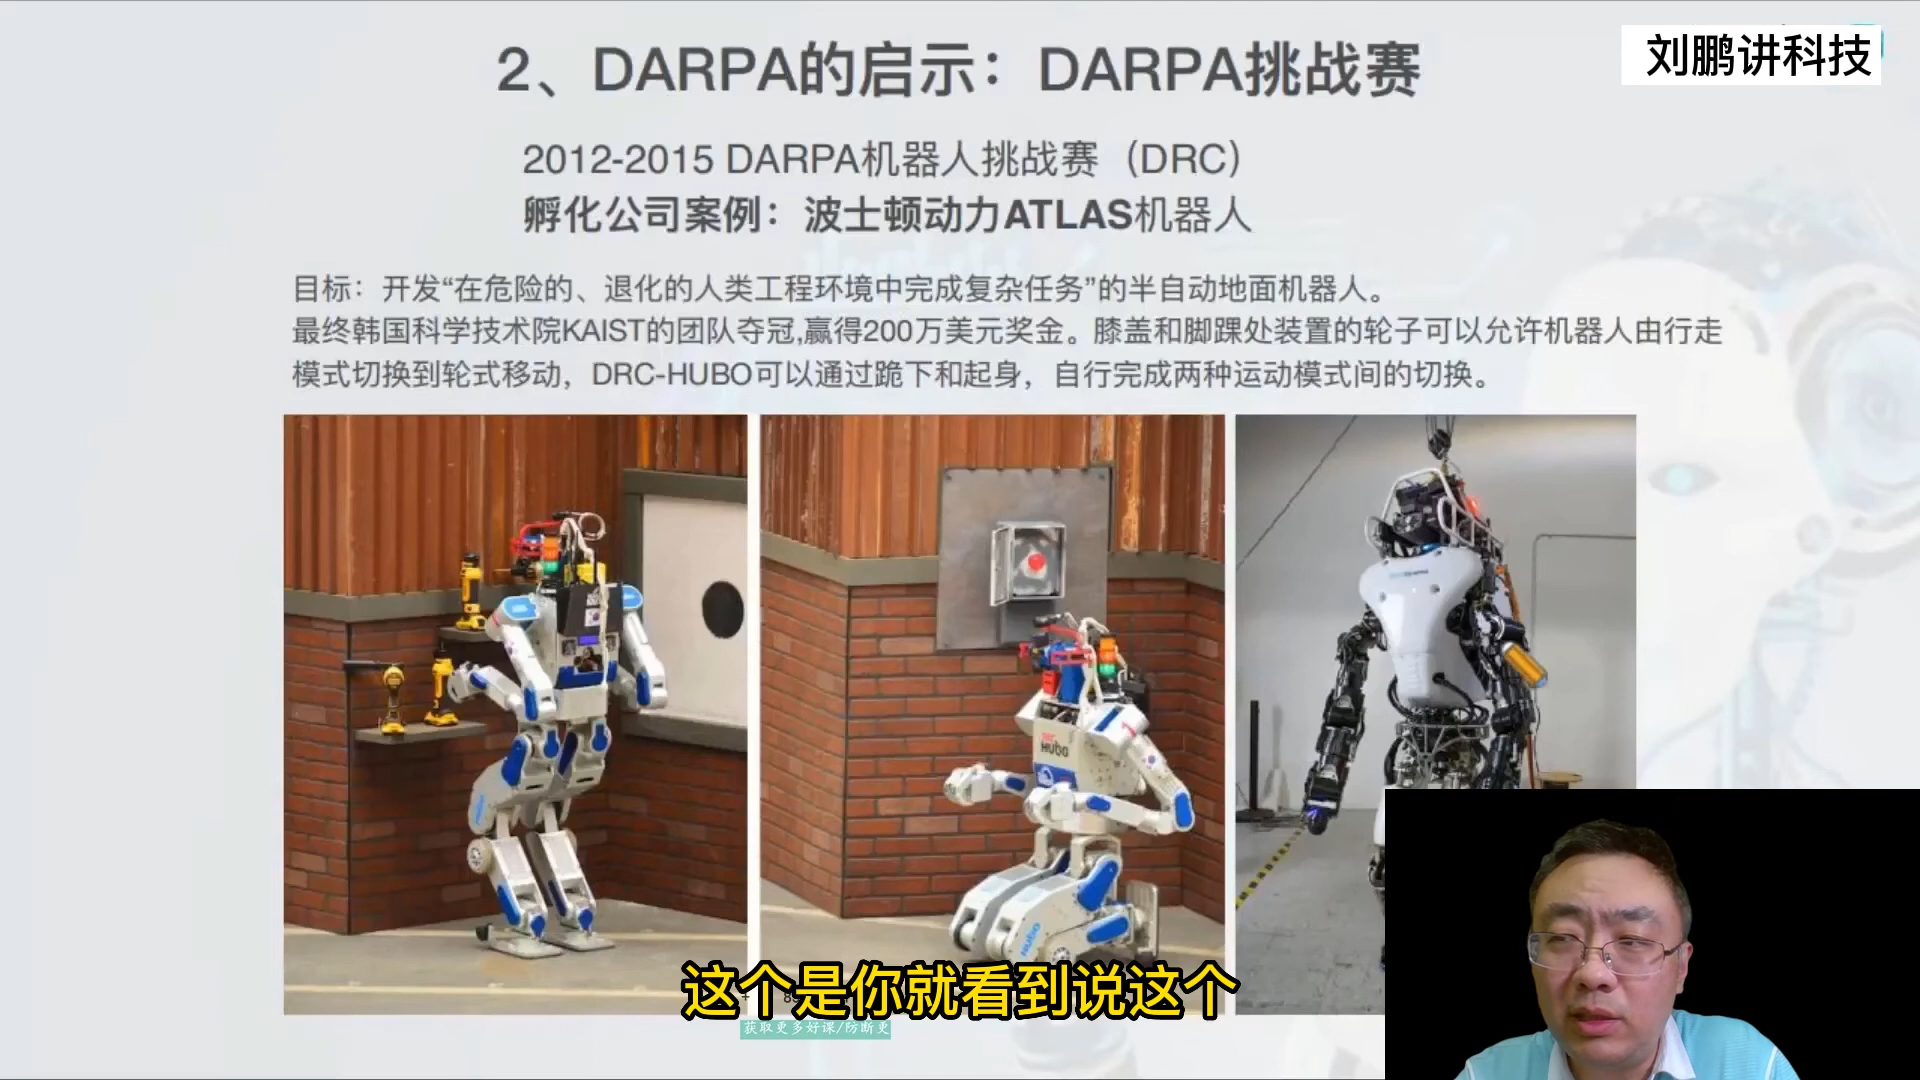 2、DARPA的启示：DARPA挑战赛
刘鹏讲科技
2012-2015 DARPA机器人挑战赛（DRC）
孵化公司案例：波士顿动力ATLAS机器人
目标：开发“在危险的、退化的人类工程环境中完成复杂任务”的半自动地面机器人。
最终韩国科学技术院KAIST的团队夺冠,赢得200万美元奖金。膝盖和脚踝处装置的轮子可以允许机器人由行走
模式切换到轮式移动，DRC-HUBO可以通过跪下和起身，自行完成两种运动模式间的切换。
HUBO
Hubo
这个是你就看到说这个
获取更多好课/防断更